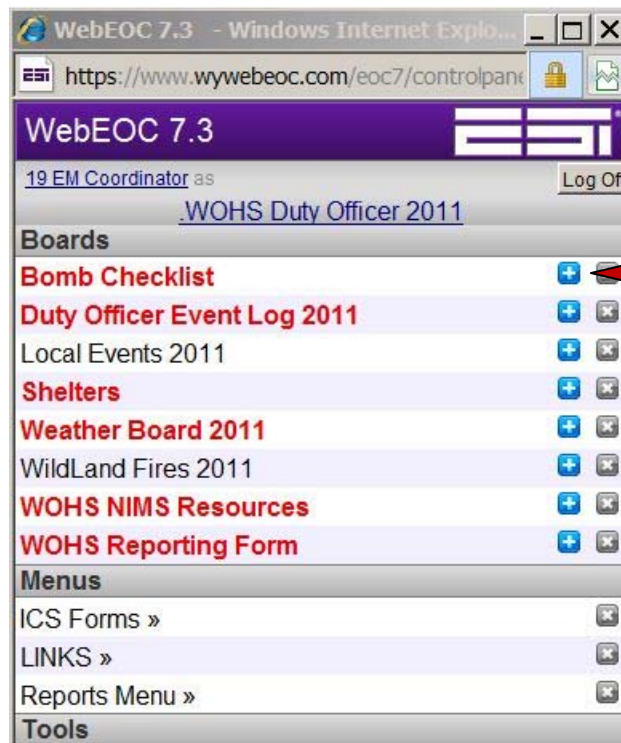 WebEOC 7.3 - Windows Internet Explo...
ESi https://www.wywebeoc.com/eoc7/controlpane
WebEOC 7.3 ESi
19 EM Coordinator as Log Of
.WOHS Duty Officer 2011
Boards
Bomb Checklist
Duty Officer Event Log 2011
Local Events 2011
Shelters
Weather Board 2011
WildLand Fires 2011
WOHS NIMS Resources
WOHS Reporting Form
Menus
ICS Forms »
LINKS »
Reports Menu »
Tools